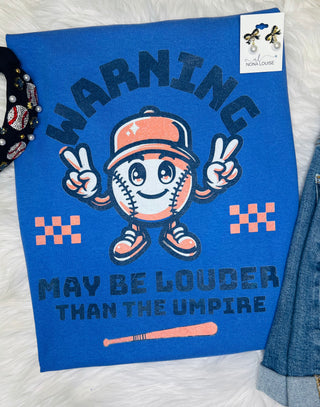 NONA LOUISE
WARNING
MAY BE LOUDER
THAN THE UMPIRE